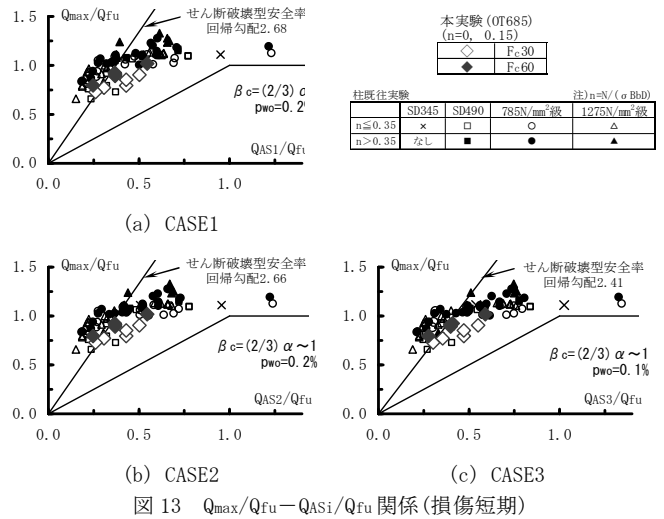 1.5
Qmax/Qfu
せん断破壊型安全率
回帰勾配2.68
1.0
0.5
βc=(2/3) α
pwo=0.2%
QAS1/Qfu
0.0
0.0 0.5 1.0
(a) CASE1
本実験(OT685)
(n=0, 0.15)
◇ Fc30
◆ Fc60
柱既往実験 注)n=N/(σBbD)
SD345 SD490 785N/mm²級 1275N/mm²級
n≦0.35 × □ ○ △
n>0.35 なし ■ ● ▲
1.5
Qmax/Qfu
せん断破壊型安全率
回帰勾配2.66
1.0
0.5
βc=(2/3) α~1
pwo=0.2%
QAS2/Qfu
0.0
0.0 0.5 1.0
(b) CASE2
1.5
Qmax/Qfu
せん断破壊型安全率
回帰勾配2.41
1.0
0.5
βc=(2/3) α~1
pwo=0.1%
QAS3/Qfu
0.0
0.0 0.5 1.0
(c) CASE3
図 13 Qmax/Qfu－QASi/Qfu 関係(損傷短期)